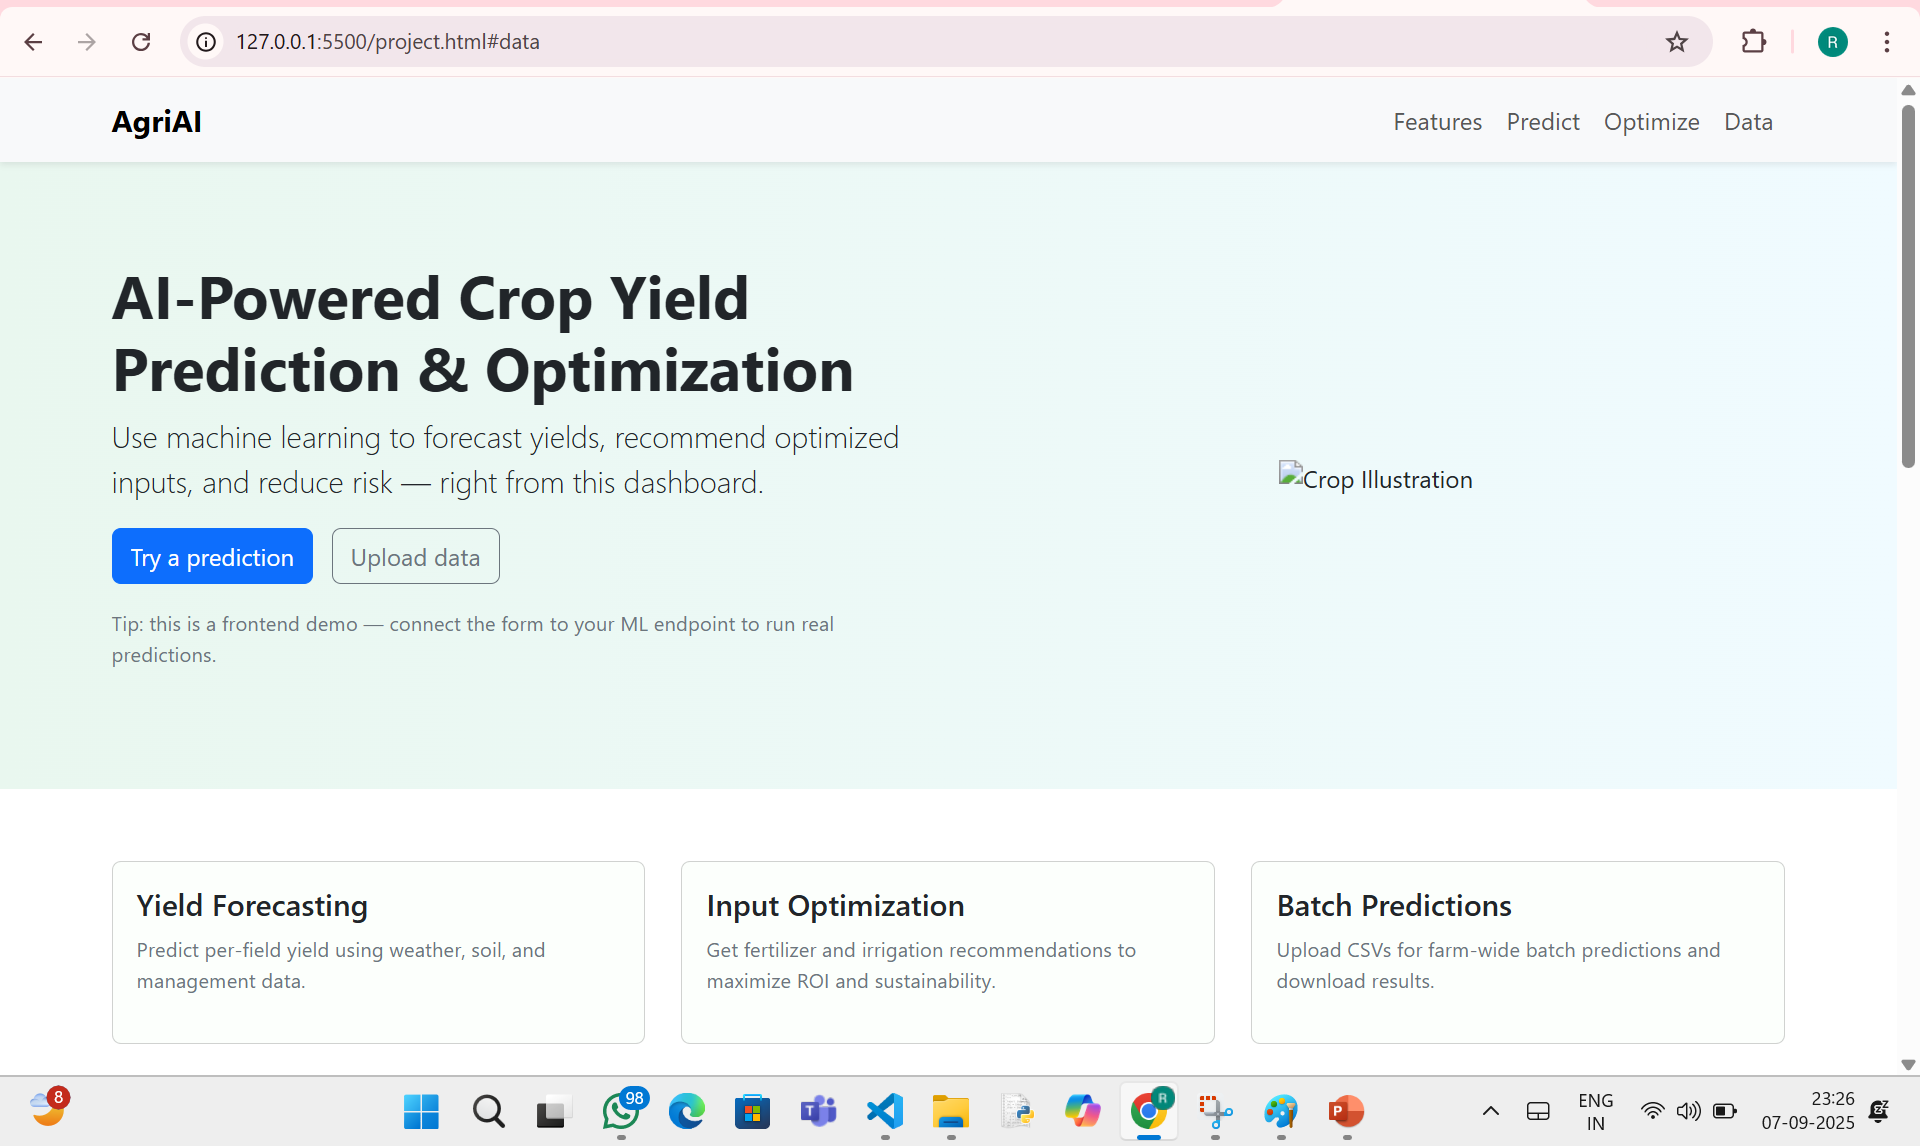 127.0.0.1:5500/project.html#data
R
AgriAI
Features Predict Optimize Data
AI-Powered Crop Yield
Prediction & Optimization
Use machine learning to forecast yields, recommend optimized
inputs, and reduce risk — right from this dashboard.
Crop Illustration
Try a prediction
Upload data
Tip: this is a frontend demo — connect the form to your ML endpoint to run real
predictions.
Yield Forecasting
Predict per-field yield using weather, soil, and
management data.
Input Optimization
Get fertilizer and irrigation recommendations to
maximize ROI and sustainability.
Batch Predictions
Upload CSVs for farm-wide batch predictions and
download results.
8
98
T
R
P
ENG
IN
23:26
07-09-2025